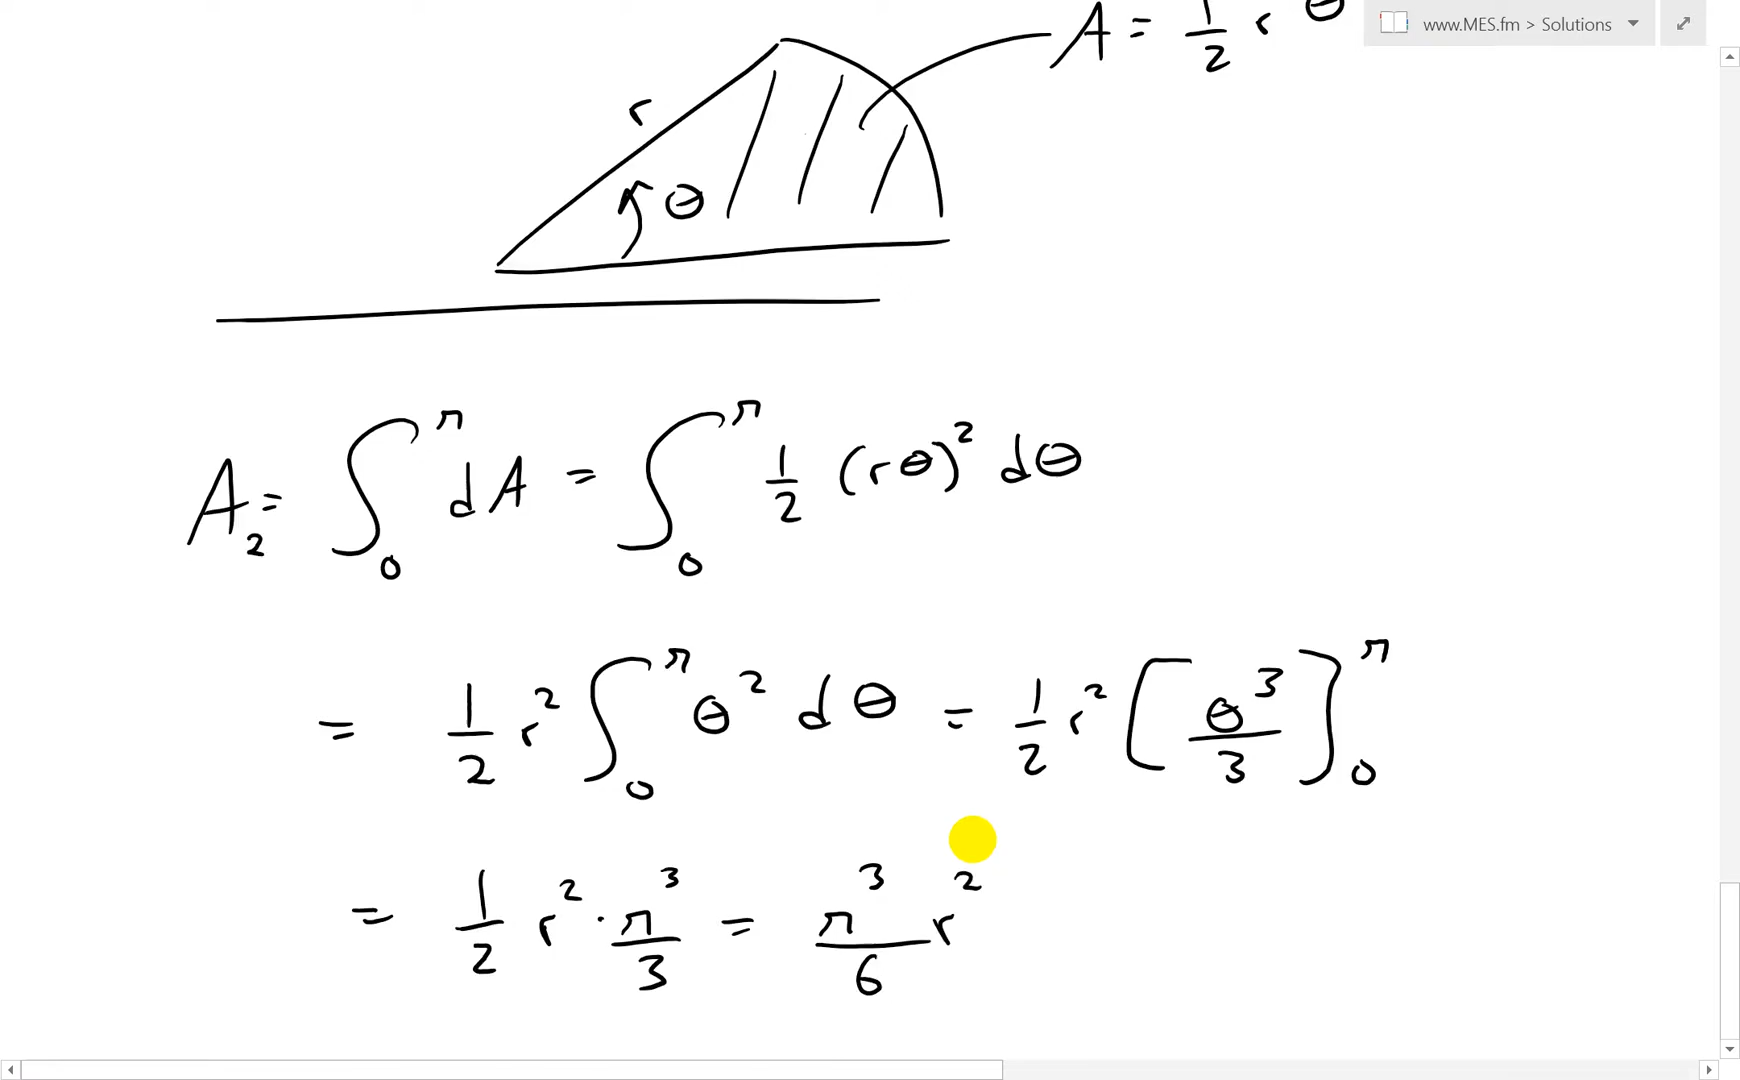 A = 1/2 r θ
www.MES.fm > Solutions
r
θ
A₂ = ∫₀^π dA = ∫₀^π 1/2 (rθ)² dθ
= 1/2 r² ∫₀^π θ² dθ = 1/2 r² [θ³/3]₀^π
= 1/2 r² · π³/3 = π³/6 r²